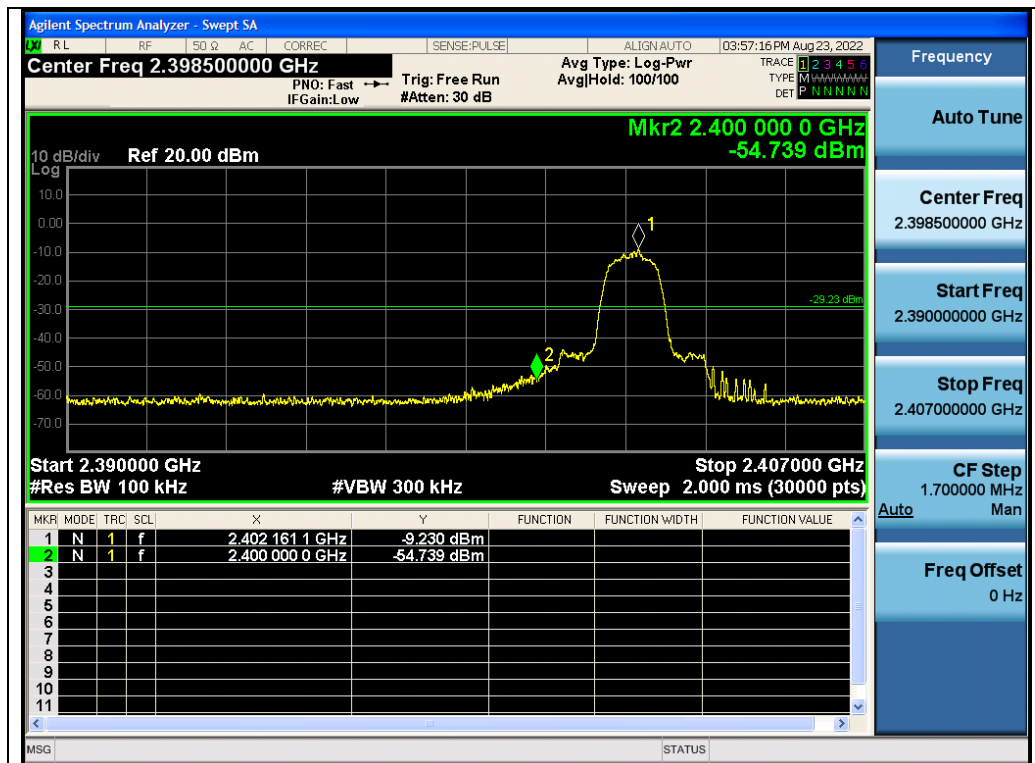 Agilent Spectrum Analyzer - Swept SA
LXI RL RF 50 Ω AC CORREC SENSE:PULSE ALIGN AUTO 03:57:16 PM Aug 23, 2022
Center Freq 2.398500000 GHz
PNO: Fast
IFGain:Low
Trig: Free Run
#Atten: 30 dB
Avg Type: Log-Pwr
Avg|Hold: 100/100
TRACE 1 2 3 4 5 6
TYPE M WWWWW
DET P N N N N N
Mkr2 2.400 000 0 GHz
-54.739 dBm
10 dB/div Ref 20.00 dBm
Log
10.0
0.00
-10.0
-20.0
-30.0
-40.0
-50.0
-60.0
-70.0
1
2
-29.23 dBm
Start 2.390000 GHz Stop 2.407000 GHz
#Res BW 100 kHz #VBW 300 kHz Sweep 2.000 ms (30000 pts)
MKR MODE TRC SCL X Y FUNCTION FUNCTION WIDTH FUNCTION VALUE
1 N 1 f 2.402 161 1 GHz -9.230 dBm
2 N 1 f 2.400 000 0 GHz -54.739 dBm
3
4
5
6
7
8
9
10
11
MSG STATUS
Frequency
Auto Tune
Center Freq
2.398500000 GHz
Start Freq
2.390000000 GHz
Stop Freq
2.407000000 GHz
CF Step
1.700000 MHz
Auto Man
Freq Offset
0 Hz